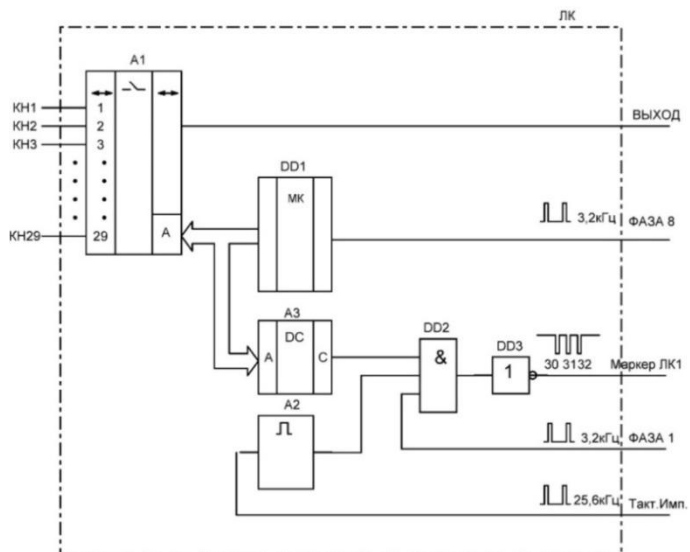 ЛК
А1
КН1
1
КН2
2
КН3
3
КН29
29
А
ВЫХОД
DD1
МК
3,2кГц
ФАЗА 8
А3
А
DC
С
DD2
&
DD3
1
30 3132
Маркер ЛК1
А2
3,2кГц
ФАЗА 1
25,6кГц
Такт.Имп.